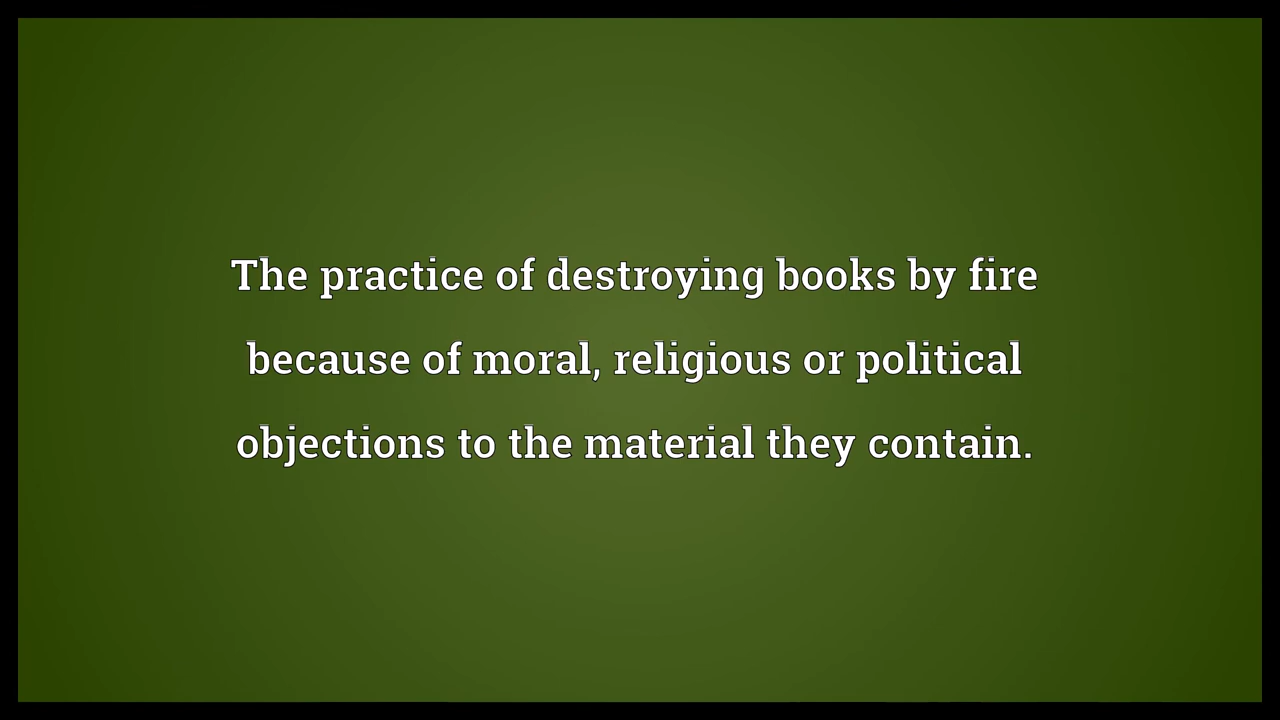 The practice of destroying books by fire
because of moral, religious or political
objections to the material they contain.